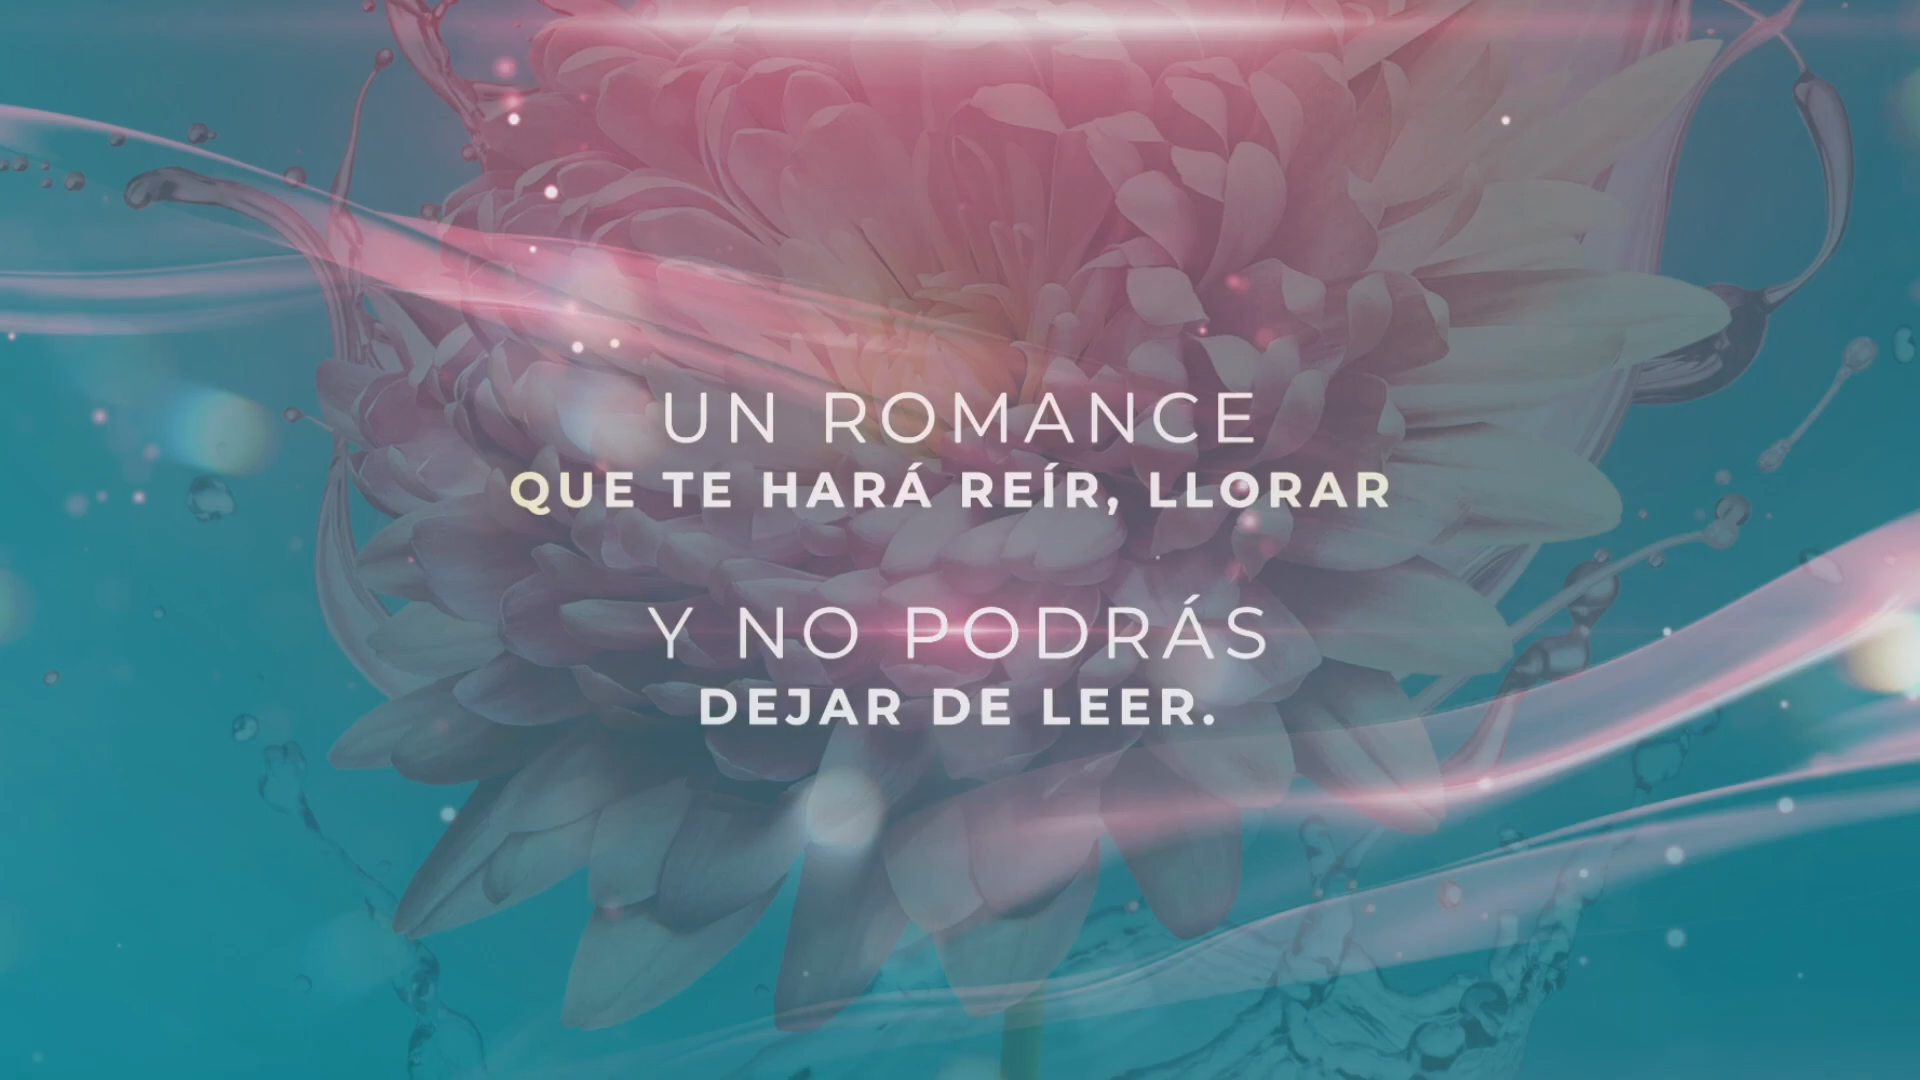 UN ROMANCE
QUE TE HARÁ REÍR, LLORAR
Y NO PODRÁS
DEJAR DE LEER.